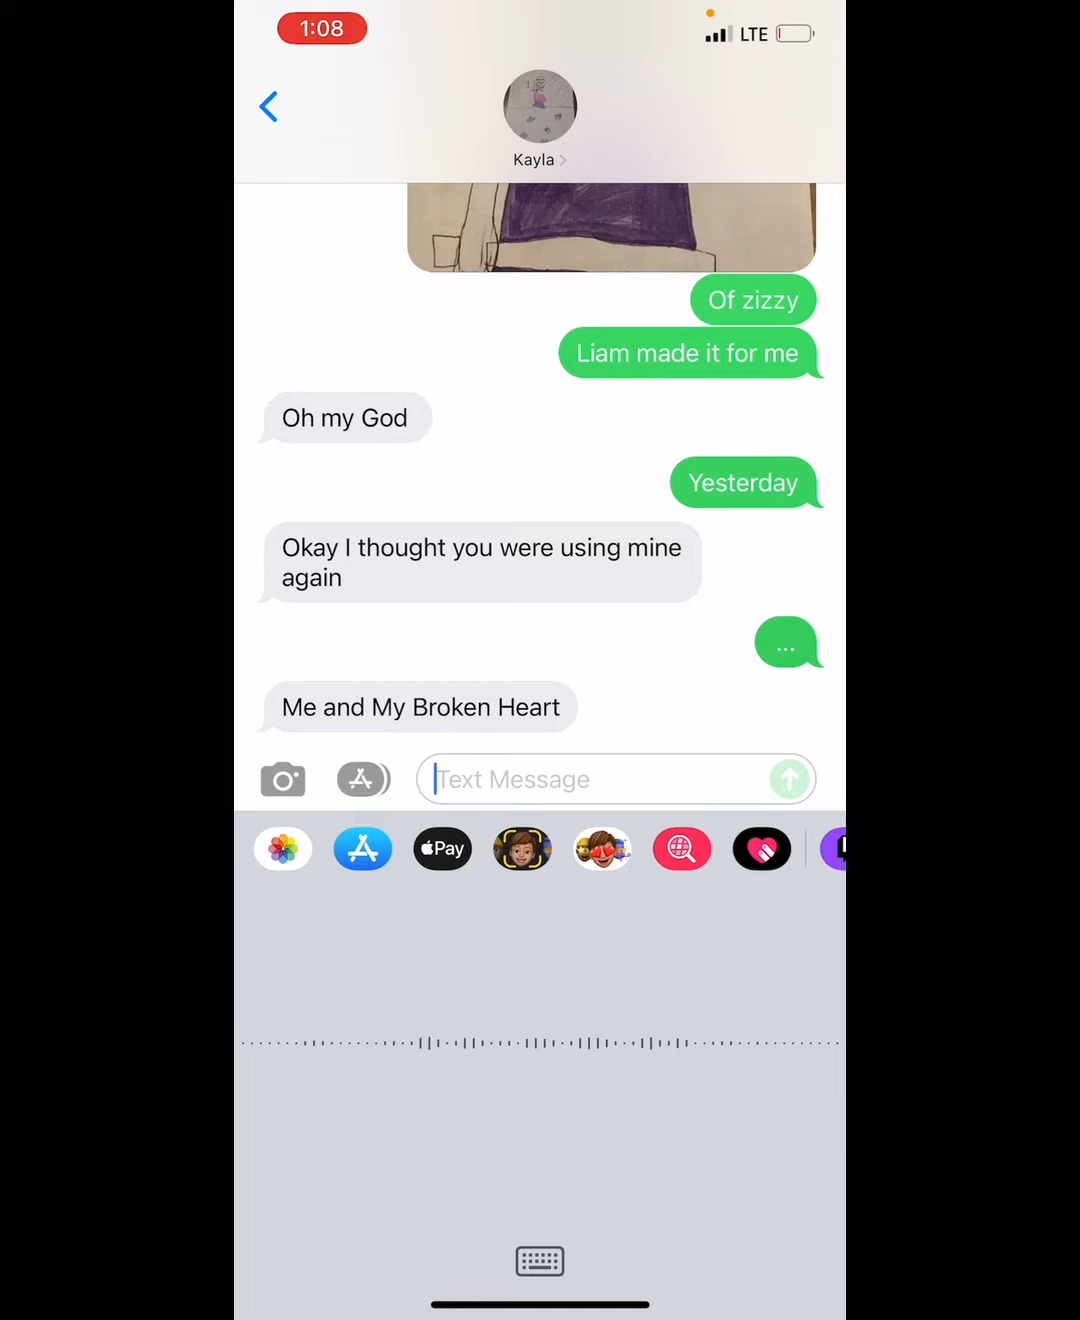 1:08
LTE
Kayla
Of zizzy
Liam made it for me
Oh my God
Yesterday
Okay I thought you were using mine
again
...
Me and My Broken Heart
Text Message
Pay